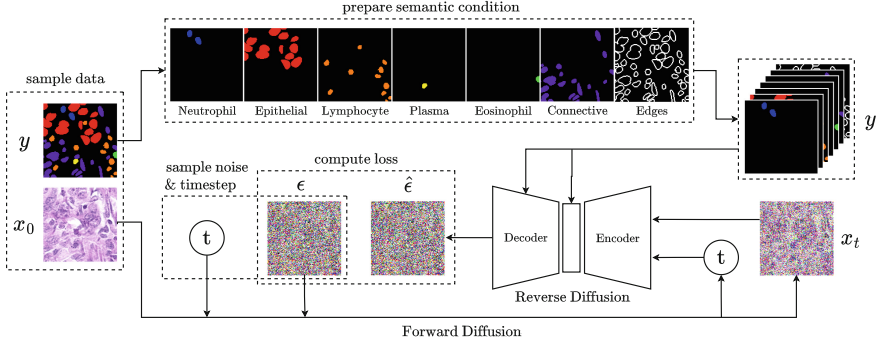 prepare semantic condition
sample data
Neutrophil Epithelial Lymphocyte Plasma Eosinophil Connective Edges
y
y
sample noise
& timestep
compute loss
ϵ
ϵ̂
x₀
t
Decoder
Encoder
t
xₜ
Reverse Diffusion
Forward Diffusion